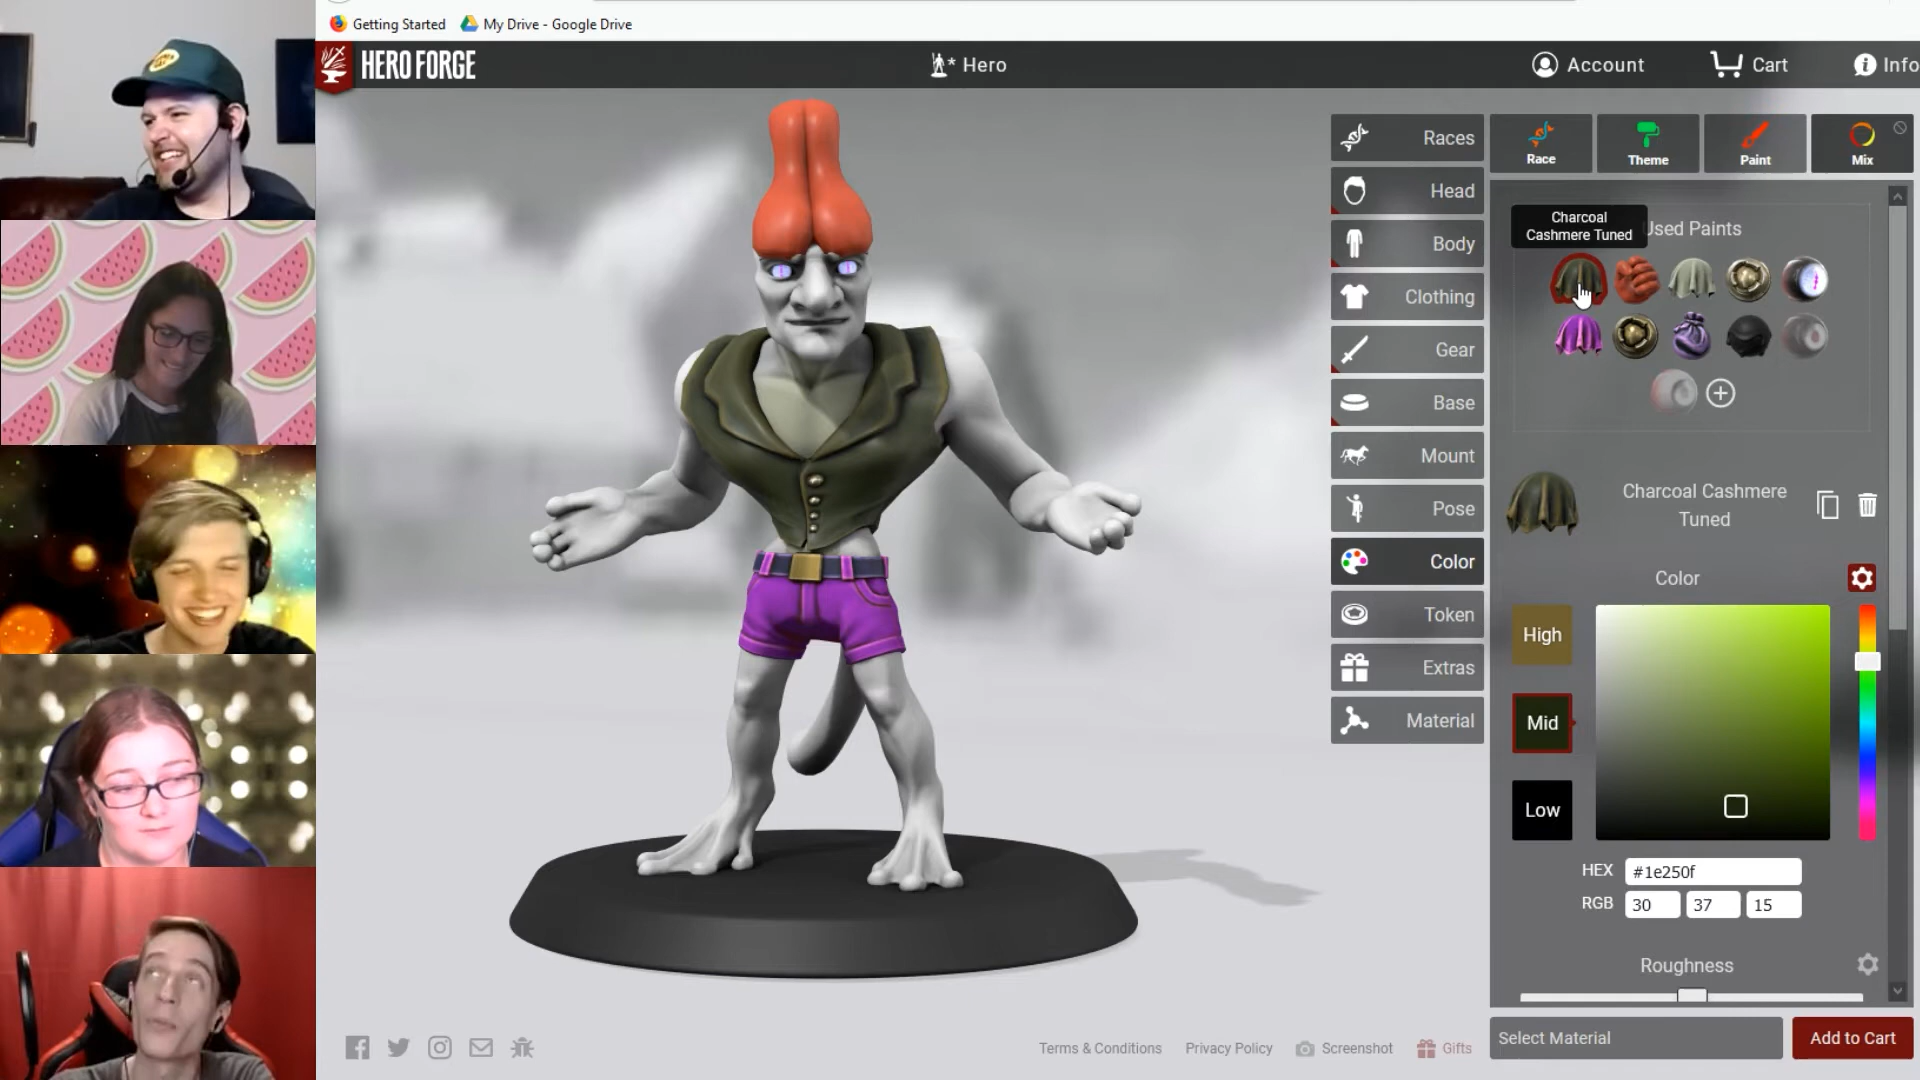 Getting Started
My Drive - Google Drive
HERO FORGE
* Hero
Account
Cart
Info
Races
Head
Body
Clothing
Gear
Base
Mount
Pose
Color
Token
Extras
Material
Race
Theme
Paint
Mix
Charcoal
Cashmere Tuned
Used Paints
Charcoal Cashmere
Tuned
Color
High
Mid
Low
HEX
#1e250f
RGB
30
37
15
Roughness
Select Material
Add to Cart
Terms & Conditions
Privacy Policy
Screenshot
Gifts